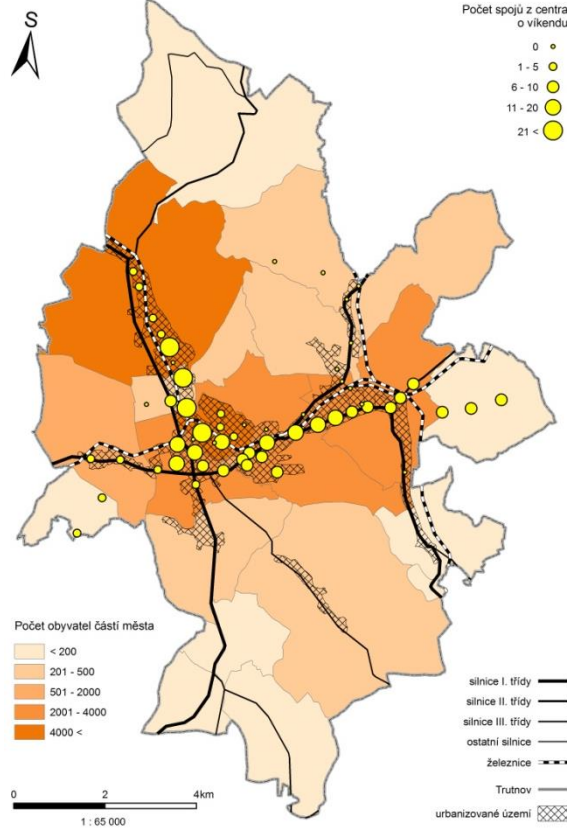 S
Počet spojů z centra
o víkendu
0
1 - 5
6 - 10
11 - 20
21 <
Počet obyvatel částí města
< 200
201 - 500
501 - 2000
2001 - 4000
4000 <
0 2 4km
1 : 65 000
silnice I. třídy
silnice II. třídy
silnice III. třídy
ostatní silnice
železnice
Trutnov
urbanizované území